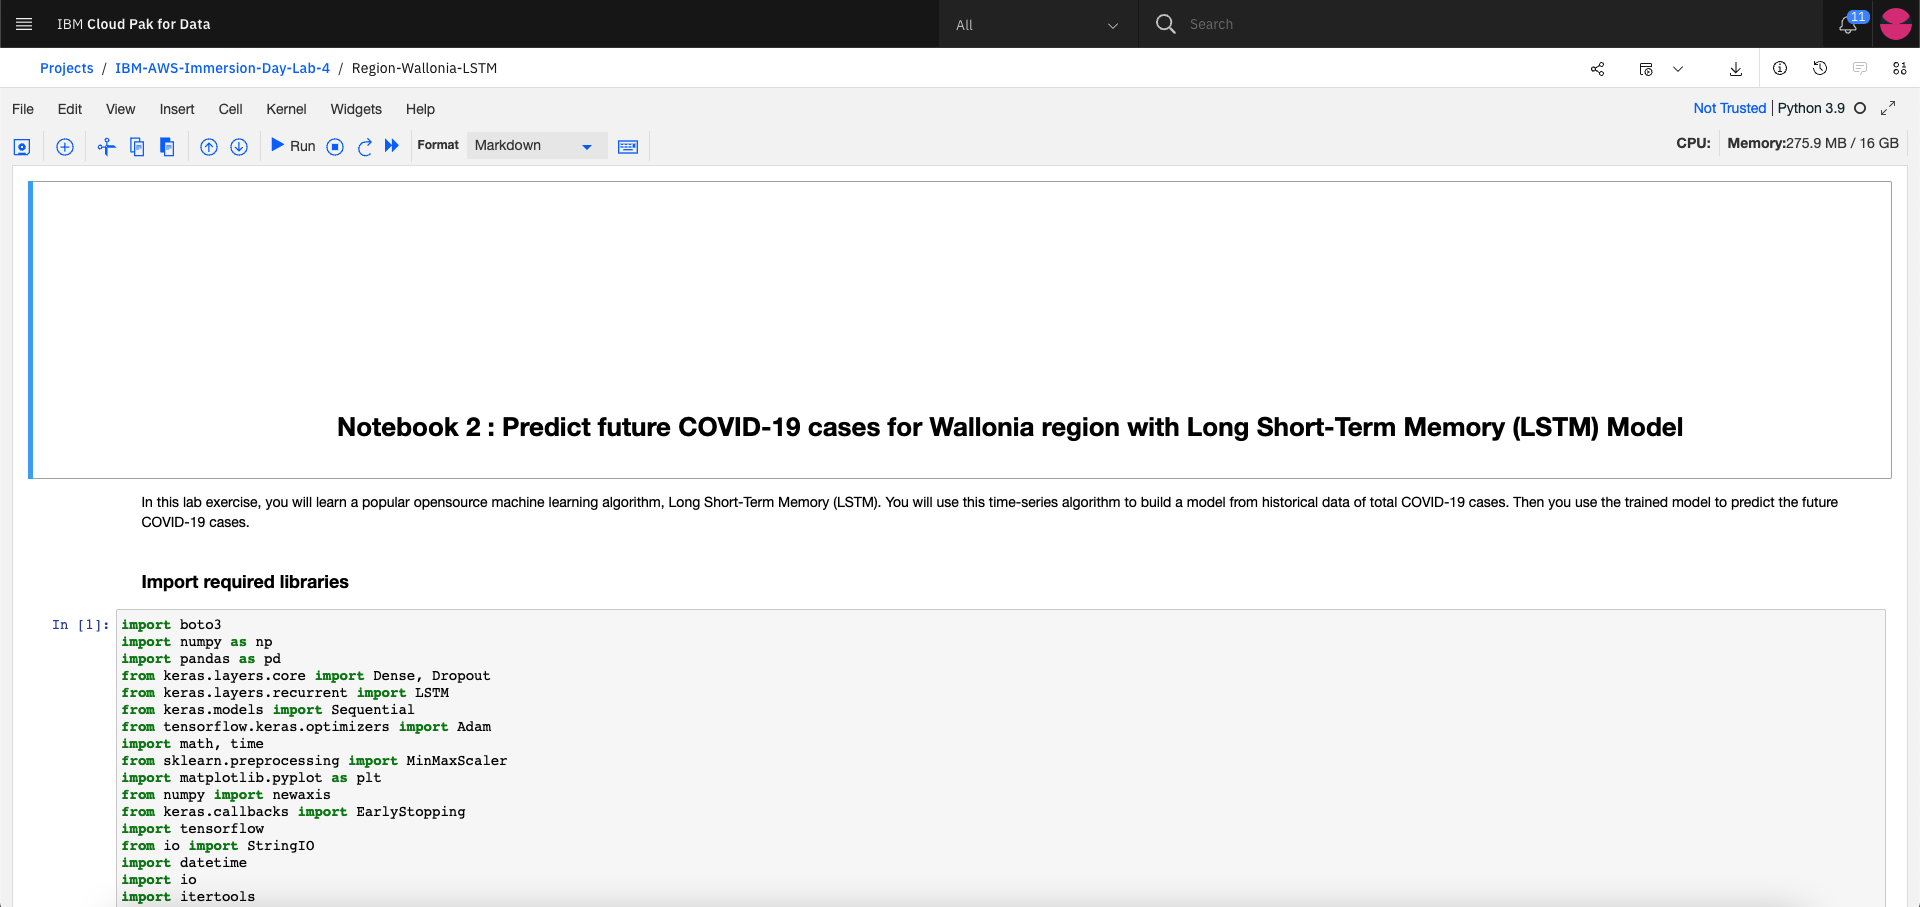 IBM Cloud Pak for Data
All
Search
11
Projects / IBM-AWS-Immersion-Day-Lab-4 / Region-Wallonia-LSTM
File Edit View Insert Cell Kernel Widgets Help
Not Trusted Python 3.9
Run
Format
Markdown
CPU:
Memory:275.9 MB / 16 GB
Notebook 2 : Predict future COVID-19 cases for Wallonia region with Long Short-Term Memory (LSTM) Model
In this lab exercise, you will learn a popular opensource machine learning algorithm, Long Short-Term Memory (LSTM). You will use this time-series algorithm to build a model from historical data of total COVID-19 cases. Then you use the trained model to predict the future
COVID-19 cases.
Import required libraries
In [1]:
import boto3
import numpy as np
import pandas as pd
from keras.layers.core import Dense, Dropout
from keras.layers.recurrent import LSTM
from keras.models import Sequential
from tensorflow.keras.optimizers import Adam
import math, time
from sklearn.preprocessing import MinMaxScaler
import matplotlib.pyplot as plt
from numpy import newaxis
from keras.callbacks import EarlyStopping
import tensorflow
from io import StringIO
import datetime
import io
import itertools